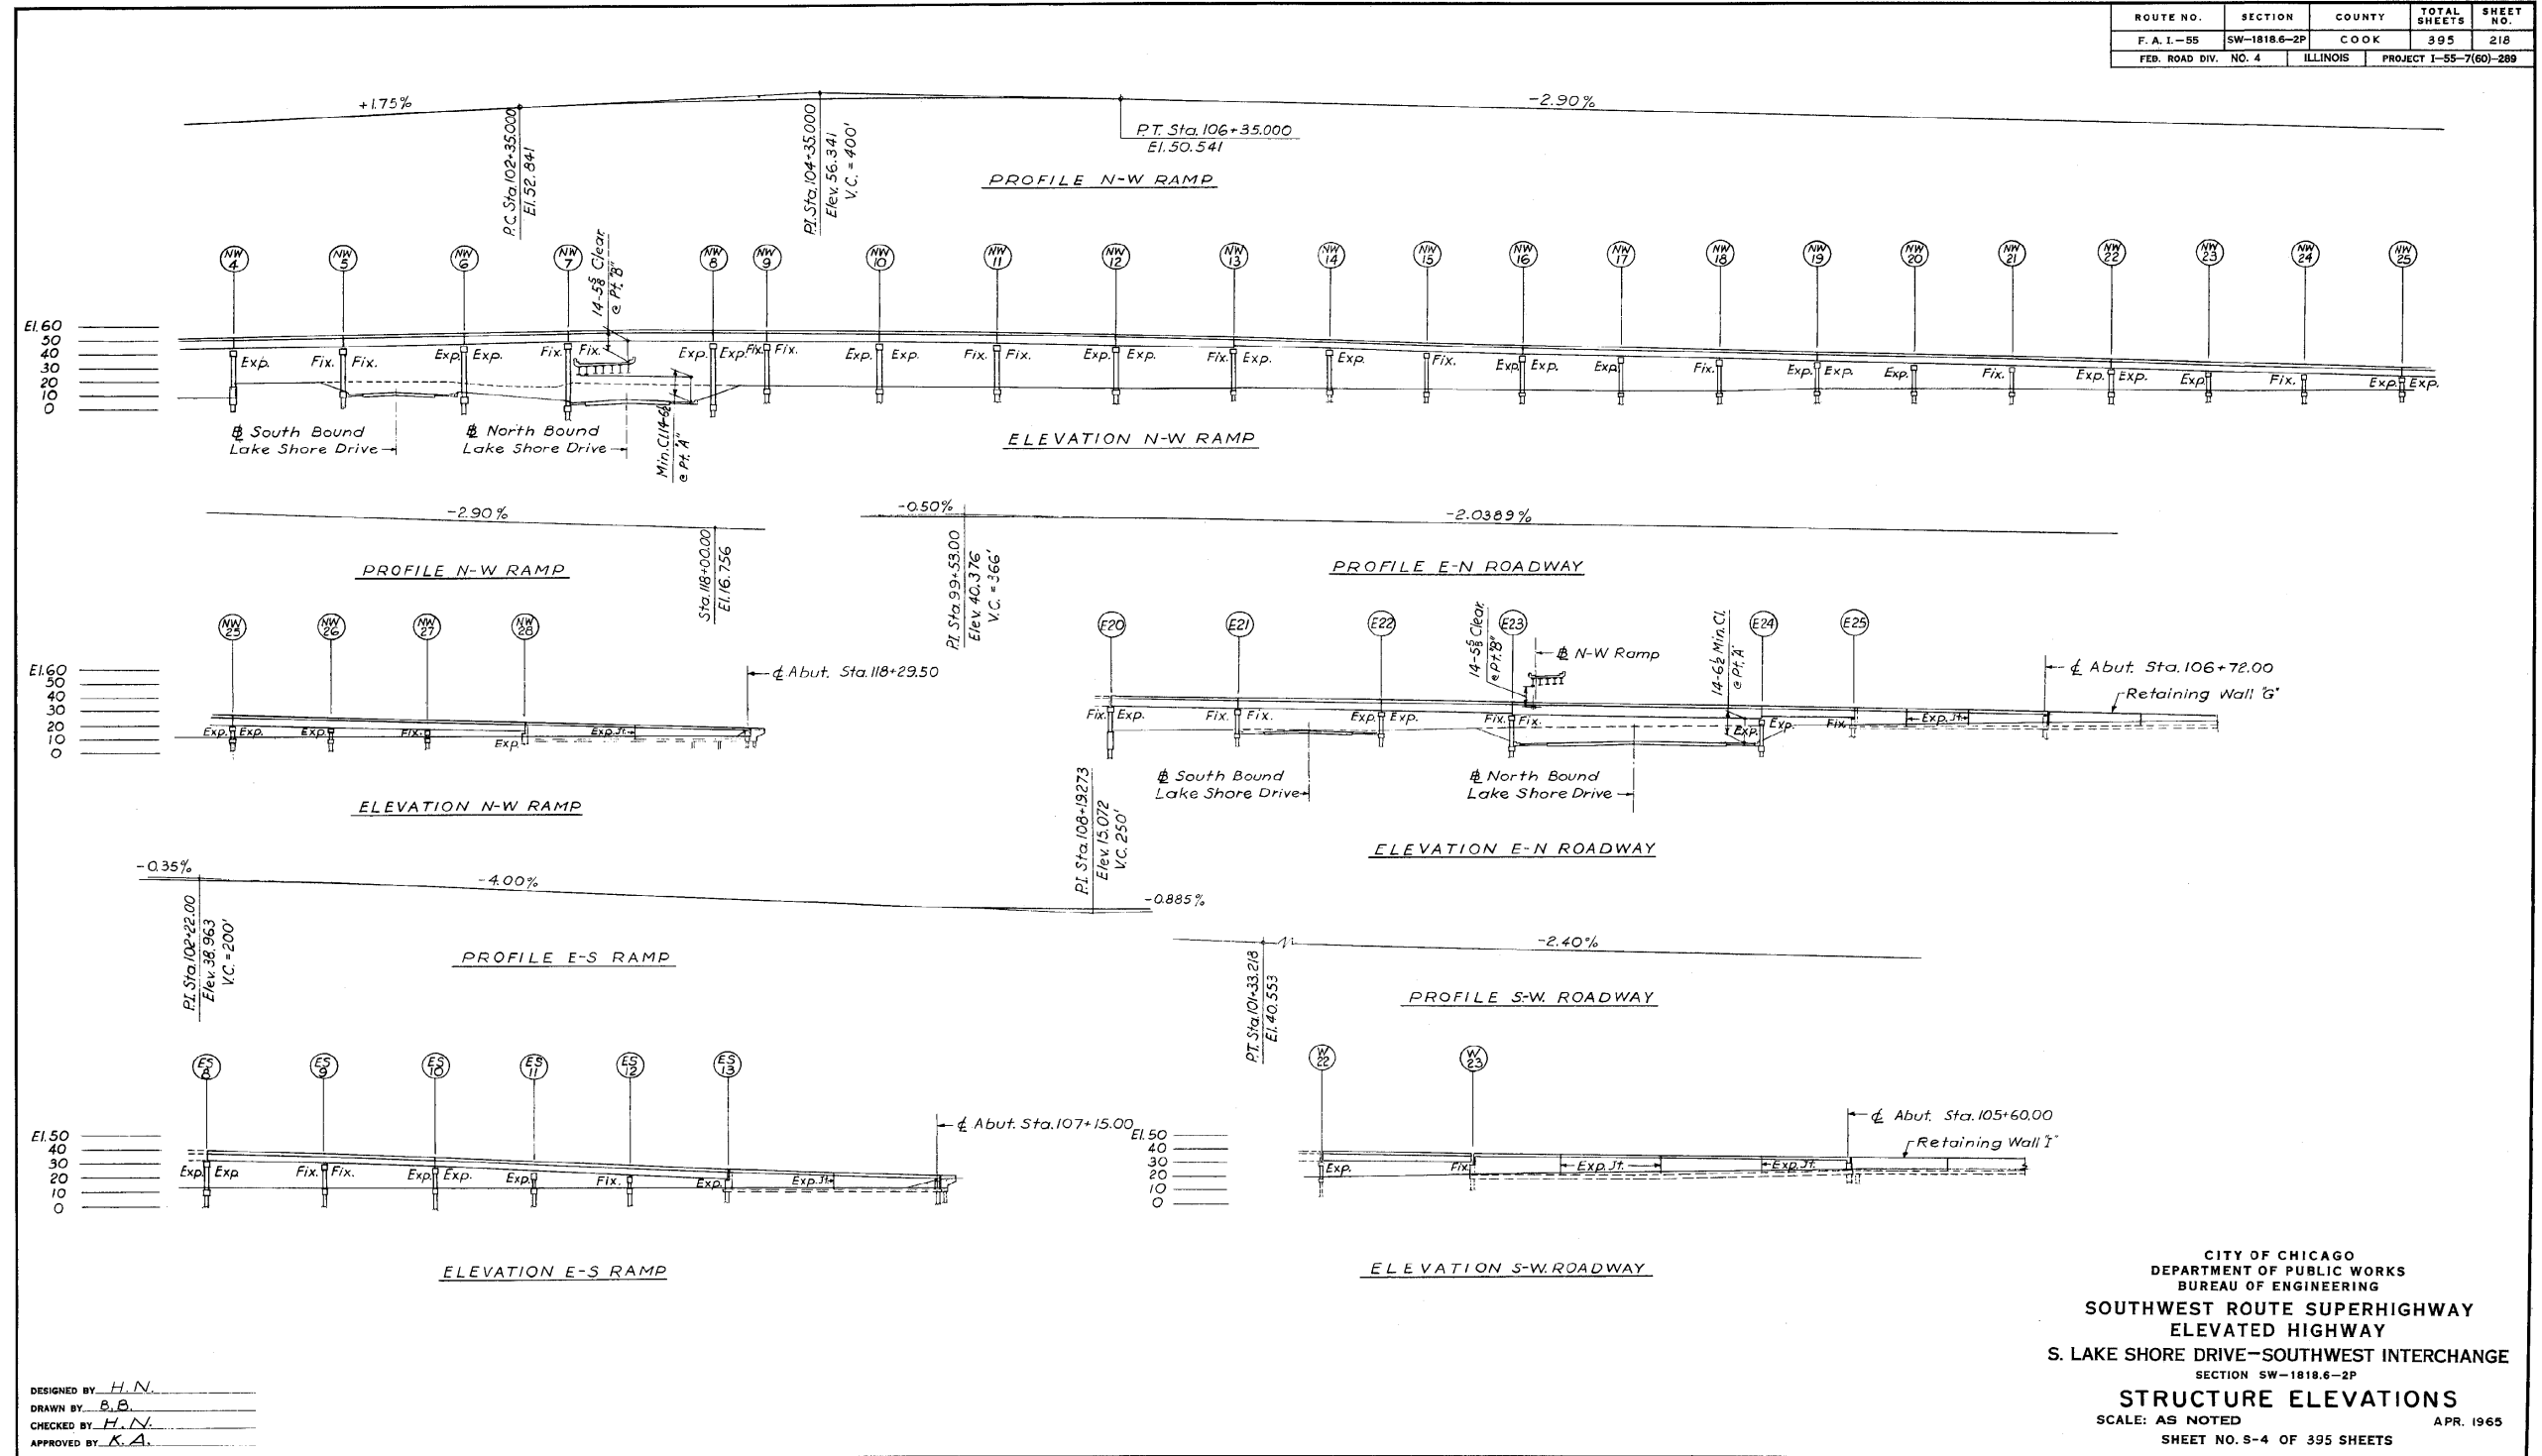 ROUTE NO. SECTION COUNTY TOTAL SHEETS SHEET NO.
F. A. I.-55 SW-1818.6-2P COOK 395 218
FED. ROAD DIV. NO. 4 ILLINOIS PROJECT I-55-7(60)-289
+1.75% -2.90%
P.C. Sta. 102+35.000
El. 52.841
P.I. Sta. 104+35.000
Elev. 56.341
V.C. = 400'
P.T. Sta. 106+35.000
El. 50.541
PROFILE N-W RAMP
NW 4 NW 5 NW 6 NW 7 NW 8 NW 9 NW 10 NW 11 NW 12 NW 13 NW 14 NW 15 NW 16 NW 17 NW 18 NW 19 NW 20 NW 21 NW 22 NW 23 NW 24 NW 25
14-5⅝ Clear.
@ Pt. "B"
El.60
50
40
30
20
10
0
Exp. Fix. Fix. Exp. Exp. Fix. Fix. Exp. Exp. Fix. Fix. Exp. Exp. Fix. Fix. Exp. Exp. Fix. Exp. Exp. Fix. Exp. Exp. Exp. Fix. Exp. Exp. Exp. Fix. Exp. Exp. Exp. Fix. Exp. Exp.
℄ South Bound
Lake Shore Drive
℄ North Bound
Lake Shore Drive
Min.Cl.14-6½
@ Pt. "A"
ELEVATION N-W RAMP
-2.90%
Sta. 118+00.00
El. 16.756
PROFILE N-W RAMP
-0.50% -2.0389%
P.I. Sta. 99+53.00
Elev. 40.376
V.C. = 366'
PROFILE E-N ROADWAY
NW 25 NW 26 NW 27 NW 28
El.60
50
40
30
20
10
0
℄ Abut. Sta. 118+29.50
Exp. Exp. Exp. Fix. Exp. Exp. Jt.
ELEVATION N-W RAMP
E20 E21 E22 E23 E24 E25
14-5⅝ Clear.
@ Pt. "B"
℄ N-W Ramp
14-6½ Min. Cl.
@ Pt. "A"
℄ Abut. Sta. 106+72.00
Retaining Wall "G"
Fix. Exp. Fix. Fix. Exp. Exp. Fix. Fix. Exp. Exp. Fix. Exp. Jt.
℄ South Bound
Lake Shore Drive
℄ North Bound
Lake Shore Drive
ELEVATION E-N ROADWAY
-0.35% -4.00% -0.885%
P.I. Sta. 102+22.00
Elev. 38.963
V.C. = 200'
P.I. Sta. 108+19.273
Elev. 15.072
V.C. 250'
PROFILE E-S RAMP
-2.40%
P.T. Sta. 101+33.218
El. 40.553
PROFILE S-W. ROADWAY
ES 8 ES 9 ES 10 ES 11 ES 12 ES 13
El.50
40
30
20
10
0
℄ Abut. Sta. 107+15.00
Exp. Exp Fix. Fix. Exp. Exp. Exp. Fix. Exp. Exp. Jt.
ELEVATION E-S RAMP
W 22 W 23
El.50
40
30
20
10
0
℄ Abut. Sta. 105+60.00
Retaining Wall "I"
Exp. Fix. Exp. Jt. Exp. Jt.
ELEVATION S-W. ROADWAY
CITY OF CHICAGO
DEPARTMENT OF PUBLIC WORKS
BUREAU OF ENGINEERING
SOUTHWEST ROUTE SUPERHIGHWAY
ELEVATED HIGHWAY
S. LAKE SHORE DRIVE-SOUTHWEST INTERCHANGE
SECTION SW-1818.6-2P
STRUCTURE ELEVATIONS
SCALE: AS NOTED APR. 1965
SHEET NO. S-4 OF 395 SHEETS
DESIGNED BY H. N.
DRAWN BY B.B.
CHECKED BY H. N.
APPROVED BY K. A.